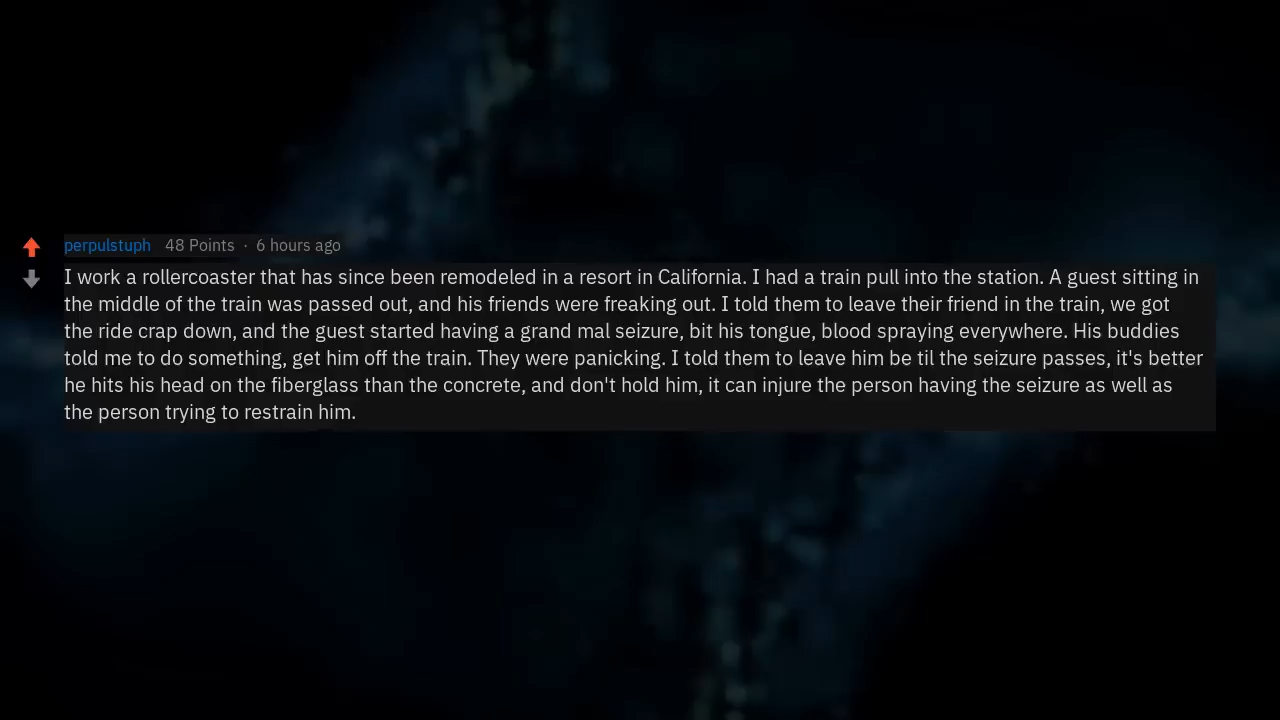 perpulstuph 48 Points · 6 hours ago
I work a rollercoaster that has since been remodeled in a resort in California. I had a train pull into the station. A guest sitting in
the middle of the train was passed out, and his friends were freaking out. I told them to leave their friend in the train, we got
the ride crap down, and the guest started having a grand mal seizure, bit his tongue, blood spraying everywhere. His buddies
told me to do something, get him off the train. They were panicking. I told them to leave him be til the seizure passes, it's better
he hits his head on the fiberglass than the concrete, and don't hold him, it can injure the person having the seizure as well as
the person trying to restrain him.